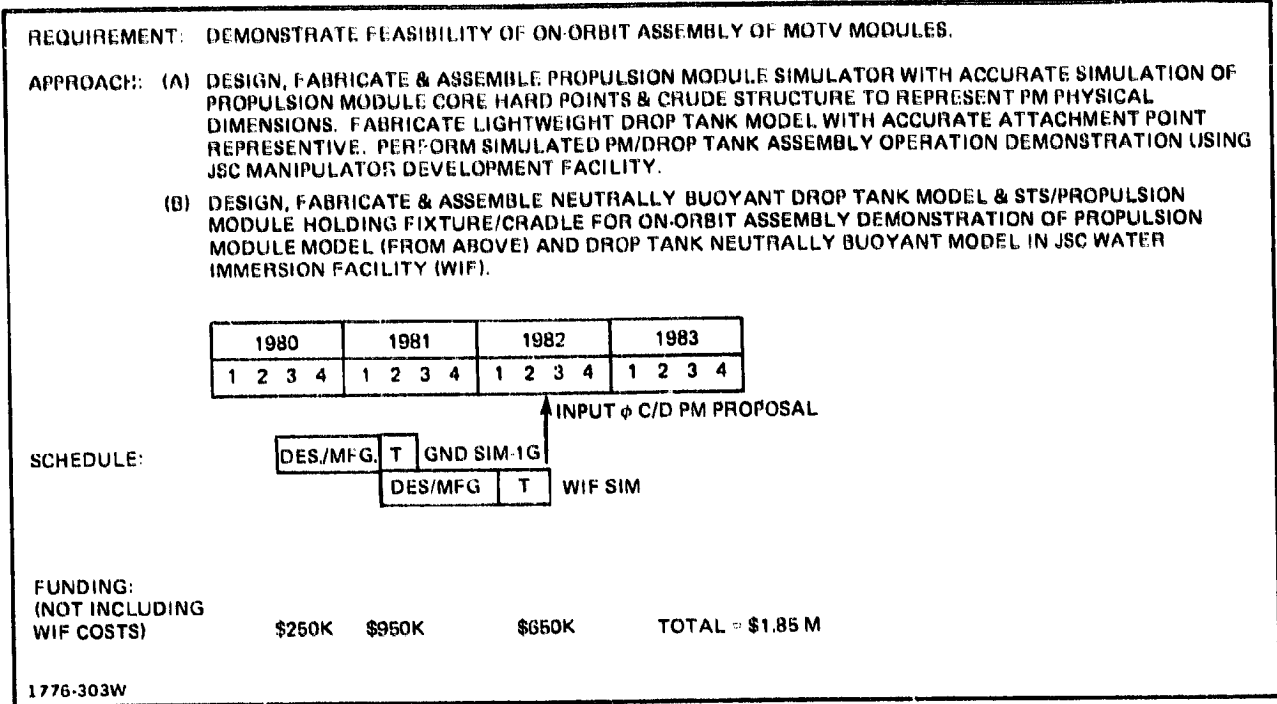 REQUIREMENT: DEMONSTRATE FEASIBILITY OF ON-ORBIT ASSEMBLY OF MOTV MODULES.
APPROACH: (A) DESIGN, FABRICATE & ASSEMBLE PROPULSION MODULE SIMULATOR WITH ACCURATE SIMULATION OF
PROPULSION MODULE CORE HARD POINTS & CRUDE STRUCTURE TO REPRESENT PM PHYSICAL
DIMENSIONS. FABRICATE LIGHTWEIGHT DROP TANK MODEL WITH ACCURATE ATTACHMENT POINT
REPRESENTIVE. PERFORM SIMULATED PM/DROP TANK ASSEMBLY OPERATION DEMONSTRATION USING
JSC MANIPULATOR DEVELOPMENT FACILITY.
(B) DESIGN, FABRICATE & ASSEMBLE NEUTRALLY BUOYANT DROP TANK MODEL & STS/PROPULSION
MODULE HOLDING FIXTURE/CRADLE FOR ON-ORBIT ASSEMBLY DEMONSTRATION OF PROPULSION
MODULE MODEL (FROM ABOVE) AND DROP TANK NEUTRALLY BUOYANT MODEL IN JSC WATER
IMMERSION FACILITY (WIF).
1980 1981 1982 1983
1 2 3 4 1 2 3 4 1 2 3 4 1 2 3 4
INPUT φ C/D PM PROPOSAL
SCHEDULE: DES./MFG. T GND SIM-1G
DES/MFG T WIF SIM
FUNDING:
(NOT INCLUDING
WIF COSTS) $250K $950K $650K TOTAL = $1.85 M
1776-303W